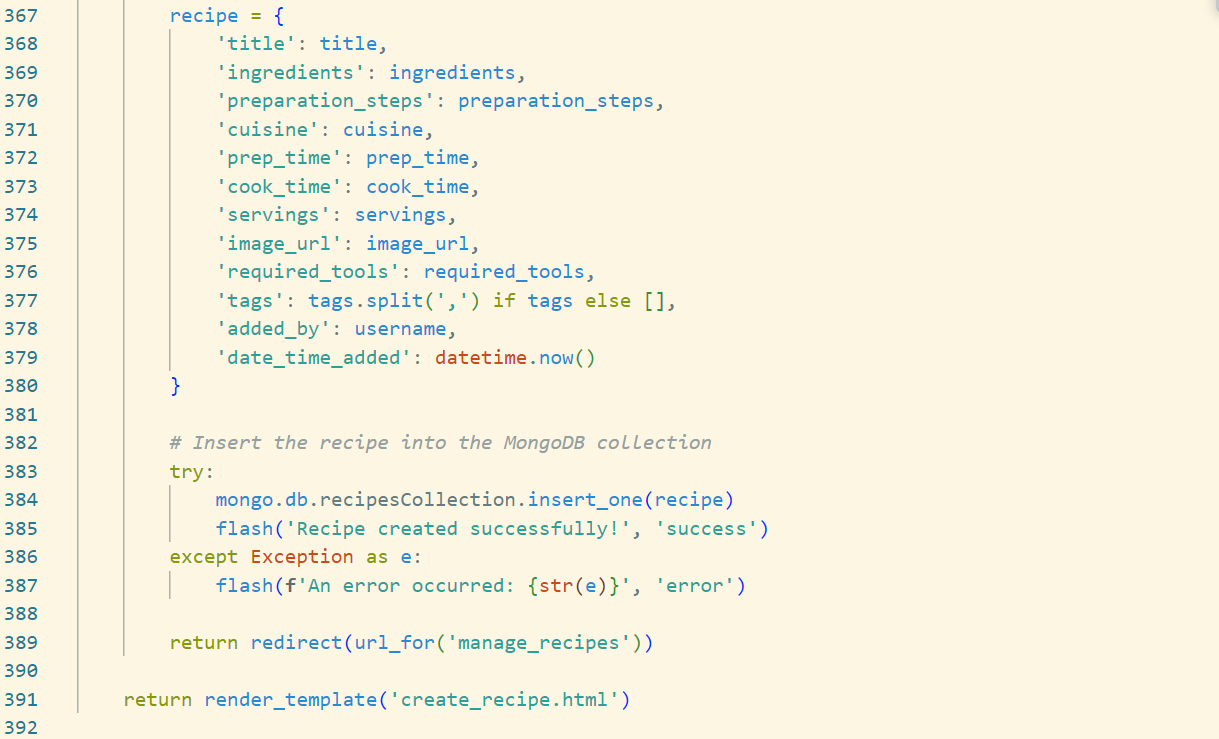 367 recipe = {
368 'title': title,
369 'ingredients': ingredients,
370 'preparation_steps': preparation_steps,
371 'cuisine': cuisine,
372 'prep_time': prep_time,
373 'cook_time': cook_time,
374 'servings': servings,
375 'image_url': image_url,
376 'required_tools': required_tools,
377 'tags': tags.split(',') if tags else [],
378 'added_by': username,
379 'date_time_added': datetime.now()
380 }
381
382 # Insert the recipe into the MongoDB collection
383 try:
384 mongo.db.recipesCollection.insert_one(recipe)
385 flash('Recipe created successfully!', 'success')
386 except Exception as e:
387 flash(f'An error occurred: {str(e)}', 'error')
388
389 return redirect(url_for('manage_recipes'))
390
391 return render_template('create_recipe.html')
392